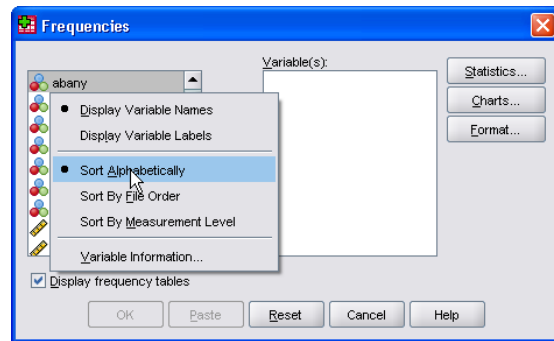 Frequencies
Variable(s):
abany
Display Variable Names
Display Variable Labels
Sort Alphabetically
Sort By File Order
Sort By Measurement Level
Variable Information...
Statistics...
Charts...
Format...
Display frequency tables
OK
Paste
Reset
Cancel
Help